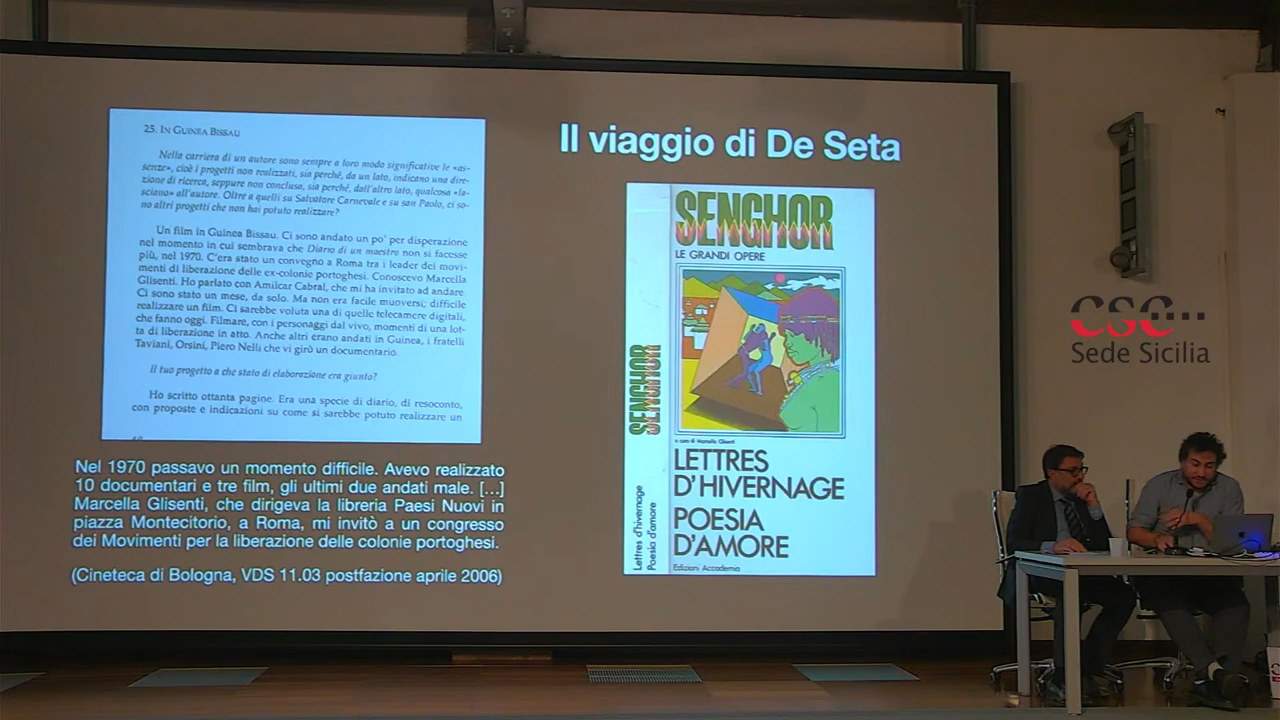 25. IN GUINEA BISSAU
Nella carriera di un autore sono sempre a loro modo significative le «as-
senze», cioè i progetti non realizzati, sia perché, da un lato, indicano una dire-
zione di ricerca, seppure non conclusa, sia perché, dall'altro lato, qualcosa «la-
sciano» all'autore. Oltre a quelli su Salvatore Carnevale e su san Paolo, ci so-
no altri progetti che non hai potuto realizzare?
Un film in Guinea Bissau. Ci sono andato un po' per disperazione
nel momento in cui sembrava che Diario di un maestro non si facesse
più, nel 1970. C'era stato un convegno a Roma tra i leader dei movi-
menti di liberazione delle ex-colonie portoghesi. Conoscevo Marcella
Glisenti. Ho parlato con Amilcar Cabral, che mi ha invitato ad andare.
Ci sono stato un mese, da solo. Ma non era facile muoversi; difficile
realizzare un film. Ci sarebbe voluta una di quelle telecamere digitali,
che fanno oggi. Filmare, con i personaggi dal vivo, momenti di una lot-
ta di liberazione in atto. Anche altri erano andati in Guinea, i fratelli
Taviani, Orsini, Piero Nelli che vi girò un documentario.
Il tuo progetto a che stato di elaborazione era giunto?
Ho scritto ottanta pagine. Era una specie di diario, di resoconto,
con proposte e indicazioni su come si sarebbe potuto realizzare un
Nel 1970 passavo un momento difficile. Avevo realizzato
10 documentari e tre film, gli ultimi due andati male. […]
Marcella Glisenti, che dirigeva la libreria Paesi Nuovi in
piazza Montecitorio, a Roma, mi invitò a un congresso
dei Movimenti per la liberazione delle colonie portoghesi.
(Cineteca di Bologna, VDS 11.03 postfazione aprile 2006)
Il viaggio di De Seta
SENGHOR
Lettres d'hivernage
Poesia d'amore
SENGHOR
LE GRANDI OPERE
a cura di Marcella Glisenti
LETTRES
D'HIVERNAGE
POESIA
D'AMORE
Edizioni Accademia
CSC
Sede Sicilia